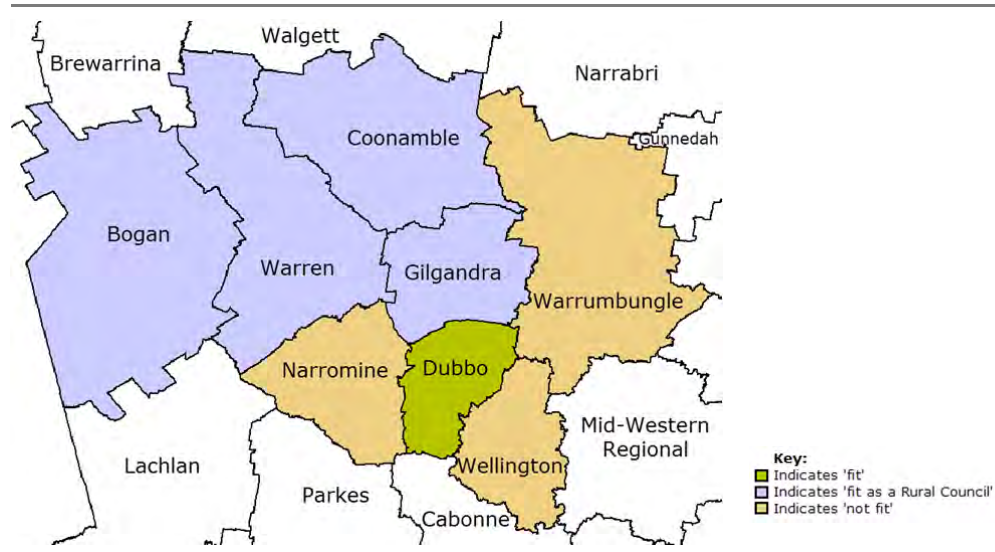 Walgett
Brewarrina
Narrabri
Coonamble
Gunnedah
Bogan
Warren
Gilgandra
Warrumbungle
Narromine
Dubbo
Mid-Western
Regional
Lachlan
Wellington
Parkes
Cabonne
Key:
Indicates 'fit'
Indicates 'fit as a Rural Council'
Indicates 'not fit'